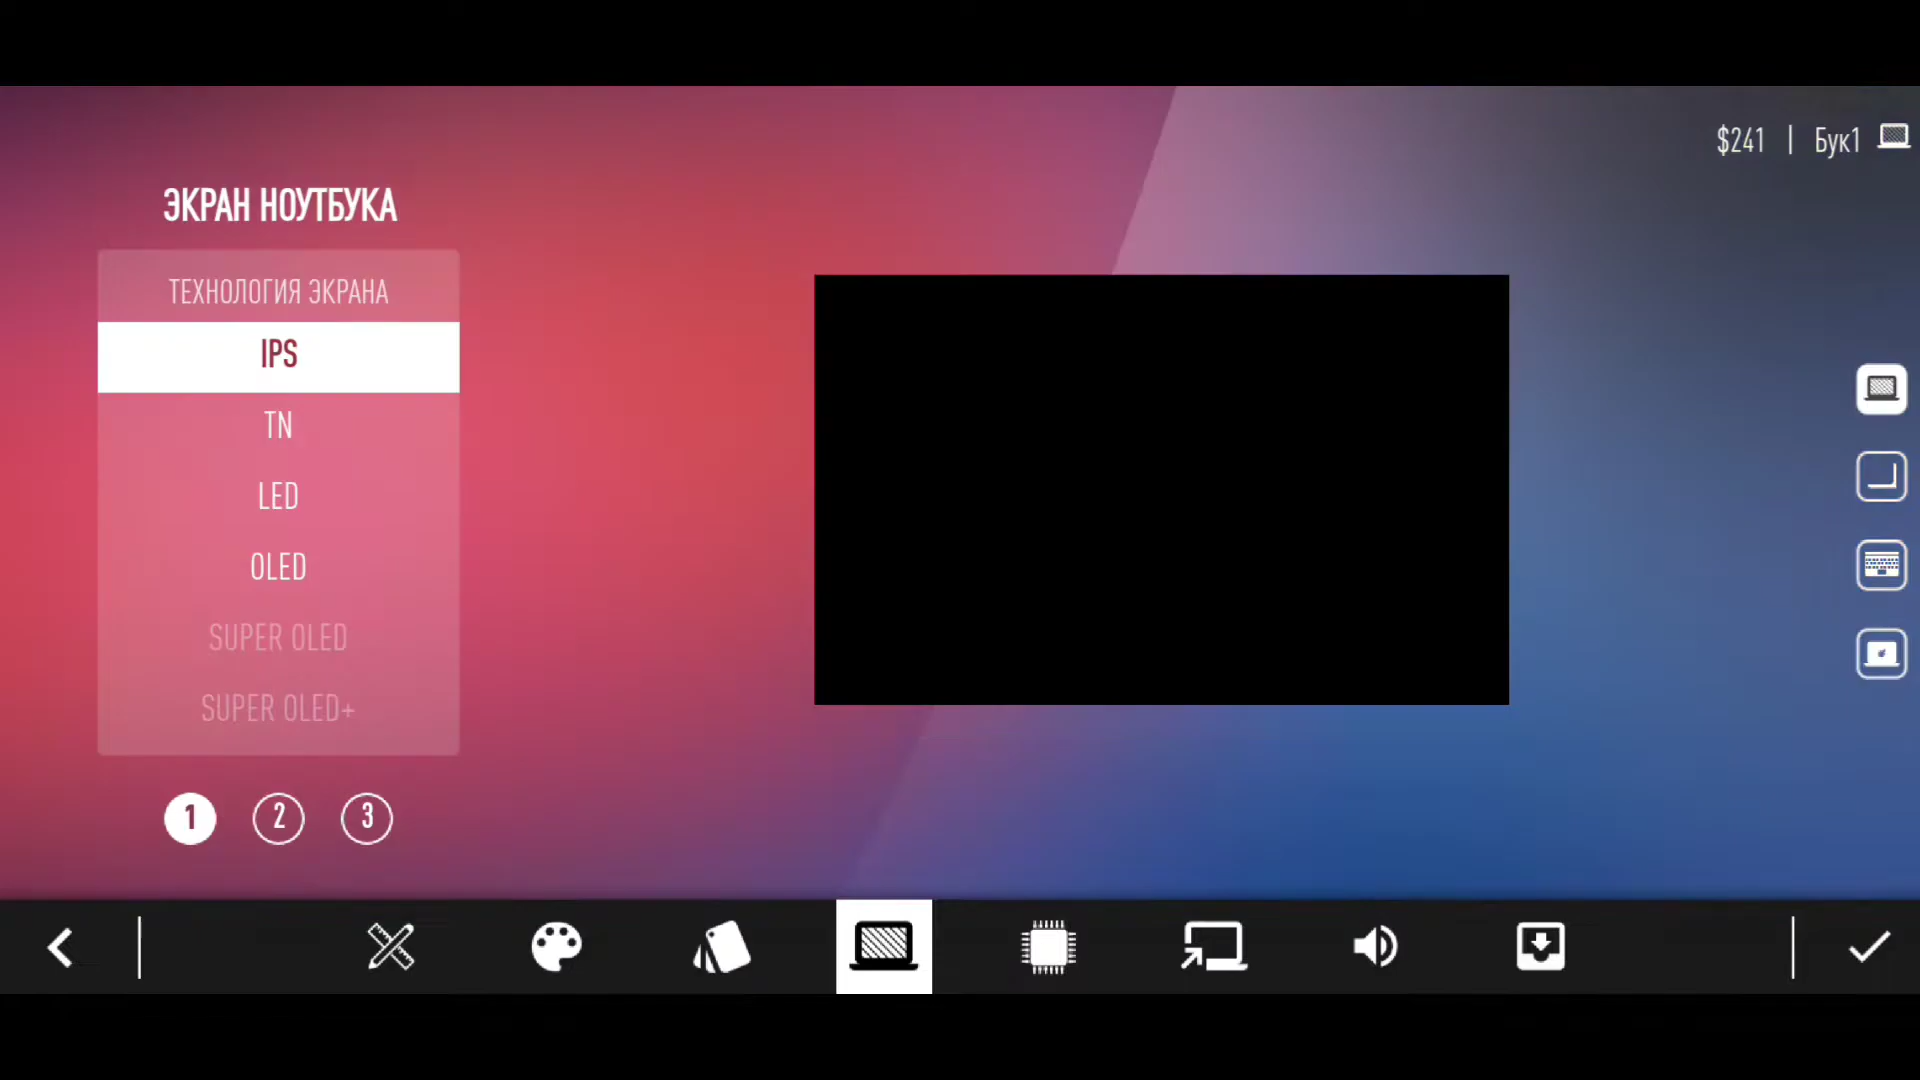 $241 | Бук1
ЭКРАН НОУТБУКА
ТЕХНОЛОГИЯ ЭКРАНА
IPS
TN
LED
OLED
SUPER OLED
SUPER OLED+
1 2 3